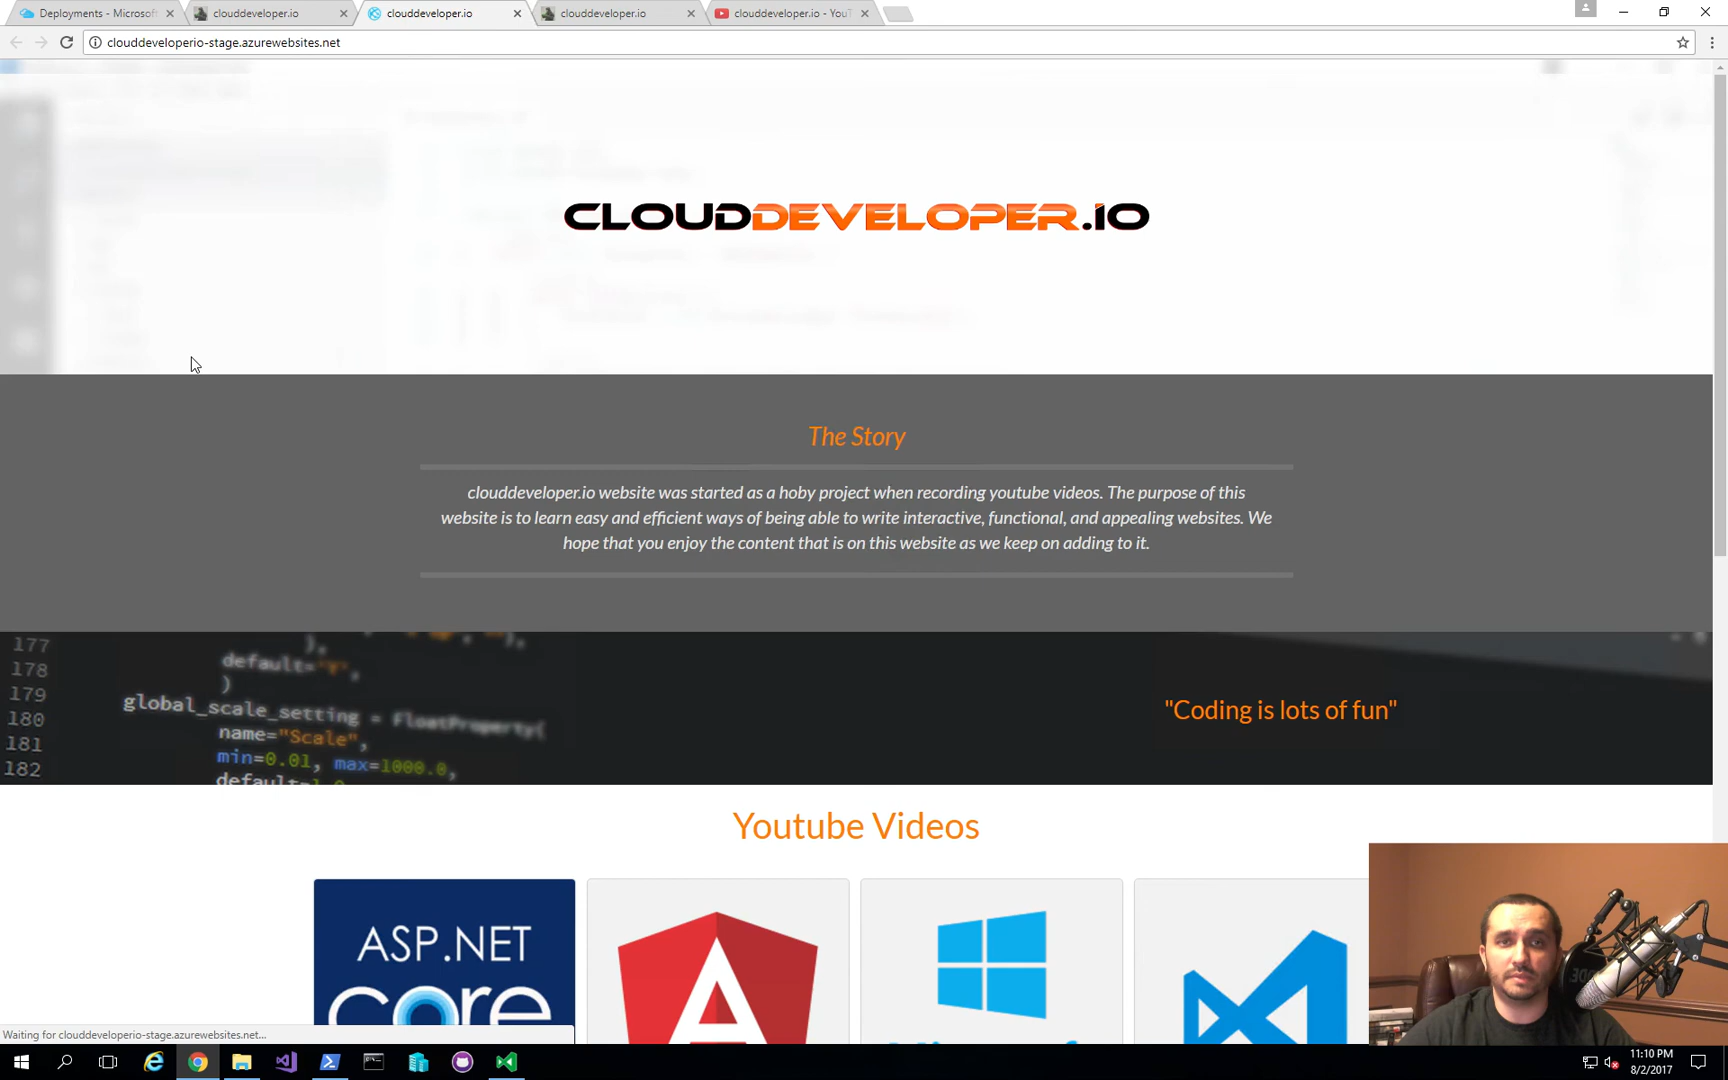 Deployments - Microsoft
clouddeveloper.io
clouddeveloper.io
clouddeveloper.io
clouddeveloper.io - YouT
clouddeveloperio-stage.azurewebsites.net
CLOUDDEVELOPER.IO
The Story
clouddeveloper.io website was started as a hoby project when recording youtube videos. The purpose of this
website is to learn easy and efficient ways of being able to write interactive, functional, and appealing websites. We
hope that you enjoy the content that is on this website as we keep on adding to it.
177
178
179
180
181
182
},
default="Y",
)
global_scale_setting = FloatProperty(
name="Scale",
min=0.01, max=1000.0,
"Coding is lots of fun"
Youtube Videos
ASP.NET
core
Waiting for clouddeveloperio-stage.azurewebsites.net...
11:10 PM
8/2/2017